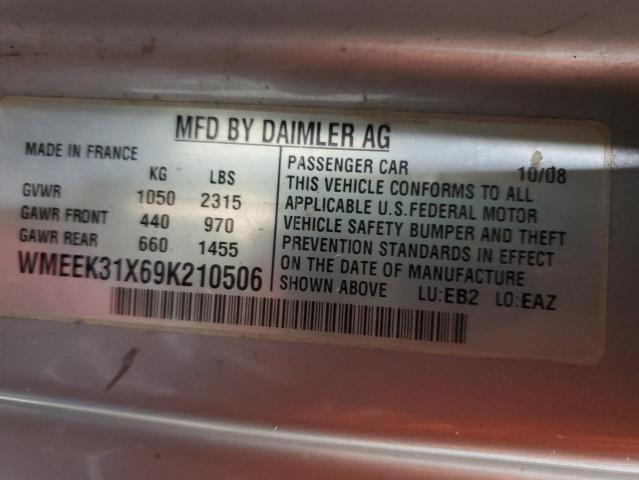 MFD BY DAIMLER AG
MADE IN FRANCE
KG LBS
GVWR 1050 2315
GAWR FRONT 440 970
GAWR REAR 660 1455
WMEEK31X69K210506
PASSENGER CAR 10/08
THIS VEHICLE CONFORMS TO ALL
APPLICABLE U.S.FEDERAL MOTOR
VEHICLE SAFETY BUMPER AND THEFT
PREVENTION STANDARDS IN EFFECT
ON THE DATE OF MANUFACTURE
SHOWN ABOVE LU:EB2 LO:EAZ